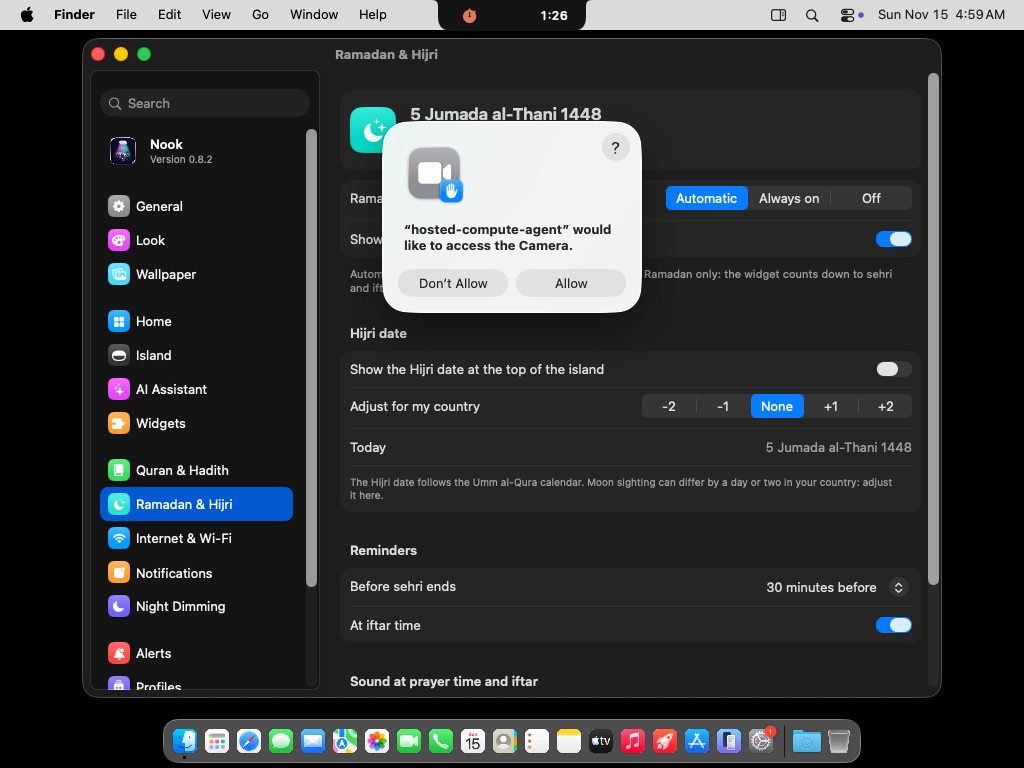 Finder File Edit View Go Window Help 1:26 Sun Nov 15 4:59 AM
Ramadan & Hijri
Search
Nook
Version 0.8.2
General
Look
Wallpaper
Home
Island
AI Assistant
Widgets
Quran & Hadith
Ramadan & Hijri
Internet & Wi-Fi
Notifications
Night Dimming
Alerts
Profiles
5 Jumada al-Thani 1448
?
“hosted-compute-agent” would
like to access the Camera.
Don’t Allow Allow
Automatic Always on Off
Show
Ramadan only: the widget counts down to sehri
Hijri date
Show the Hijri date at the top of the island
Adjust for my country -2 -1 None +1 +2
Today 5 Jumada al-Thani 1448
The Hijri date follows the Umm al-Qura calendar. Moon sighting can differ by a day or two in your country: adjust
it here.
Reminders
Before sehri ends 30 minutes before
At iftar time
Sound at prayer time and iftar
15
tv
1